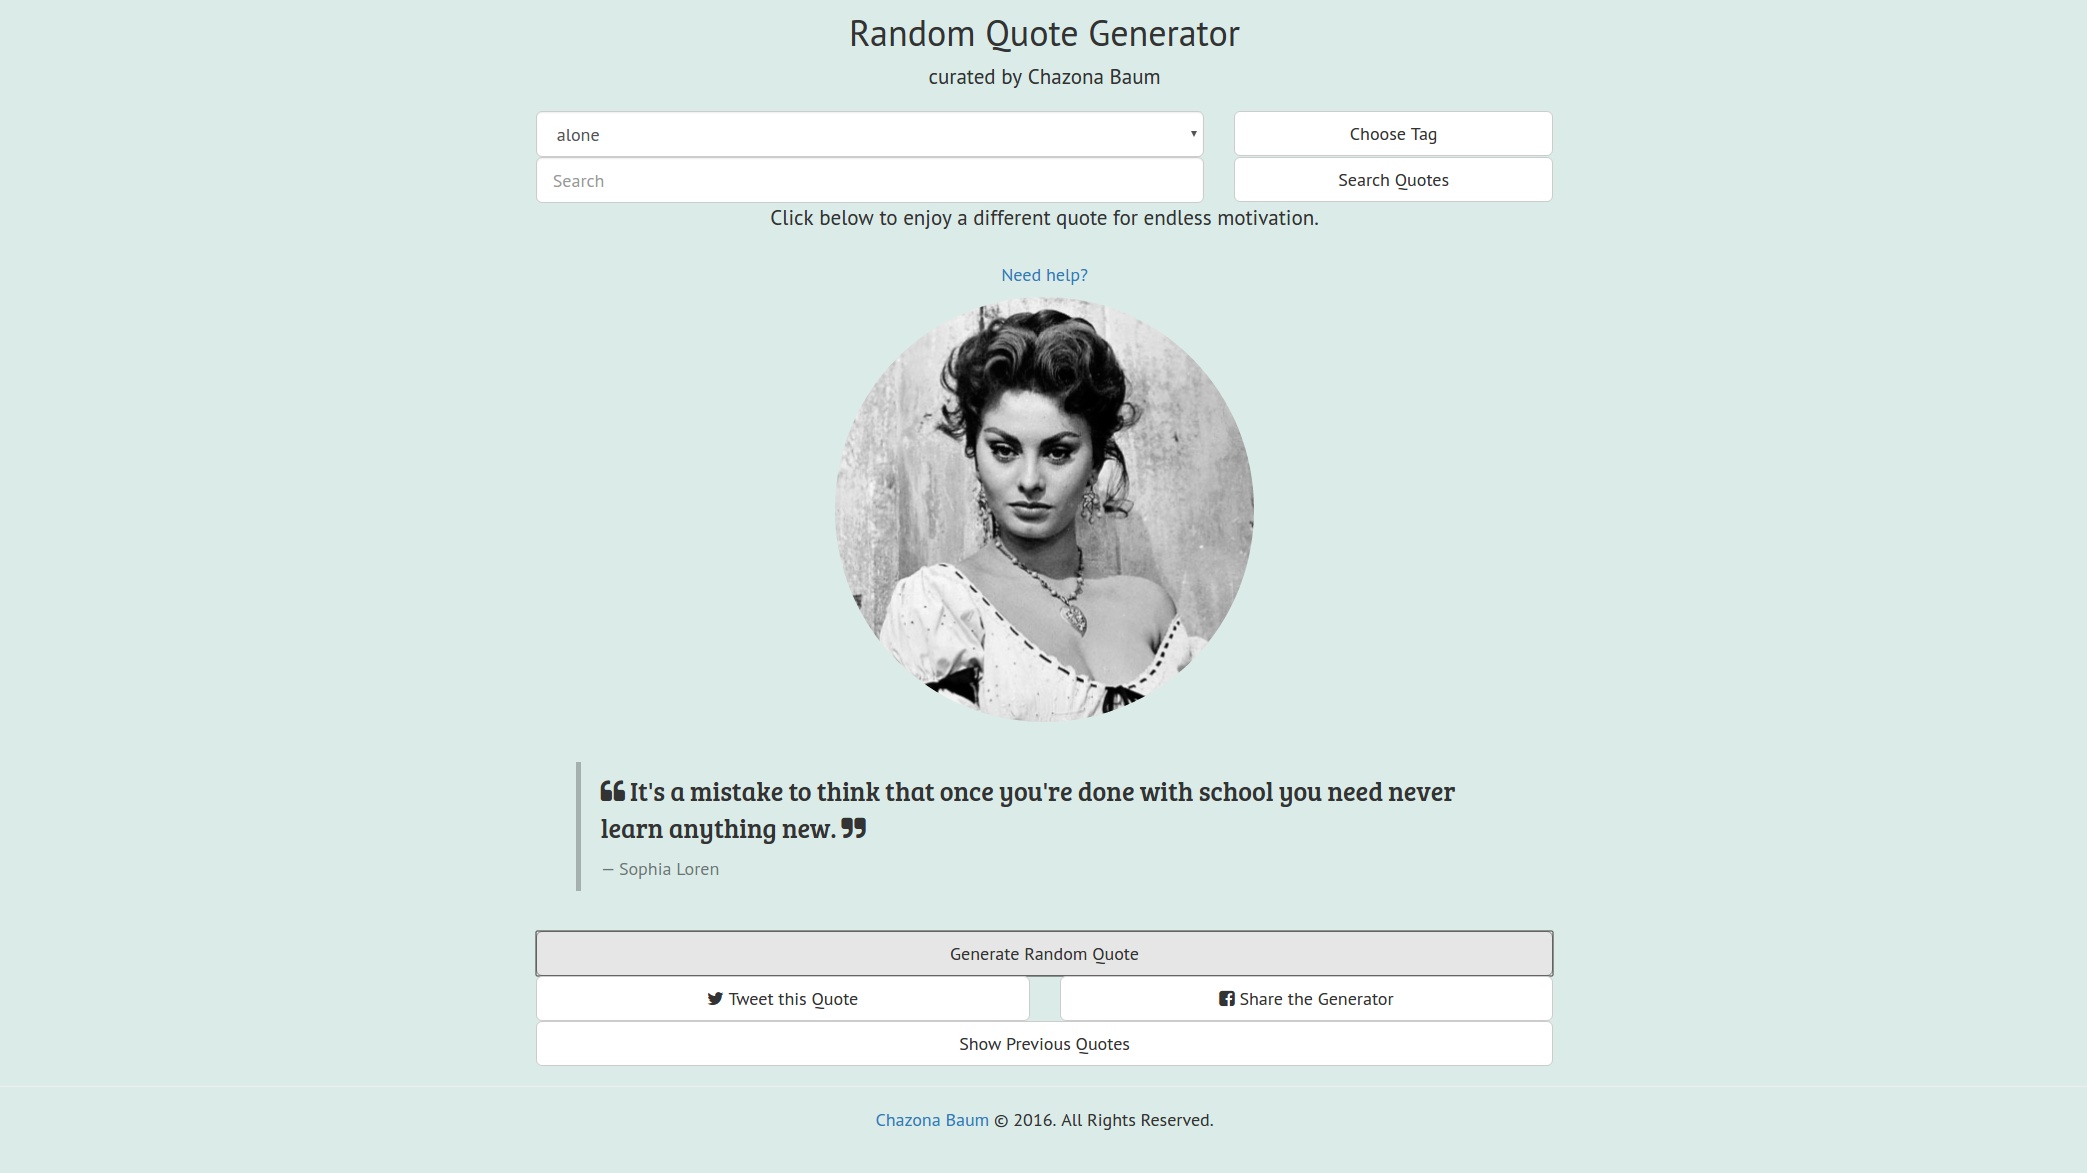 Random Quote Generator
curated by Chazona Baum
alone
Choose Tag
Search
Search Quotes
Click below to enjoy a different quote for endless motivation.
Need help?
❝ It's a mistake to think that once you're done with school you need never
learn anything new. ❞
— Sophia Loren
Generate Random Quote
Tweet this Quote
Share the Generator
Show Previous Quotes
Chazona Baum © 2016. All Rights Reserved.